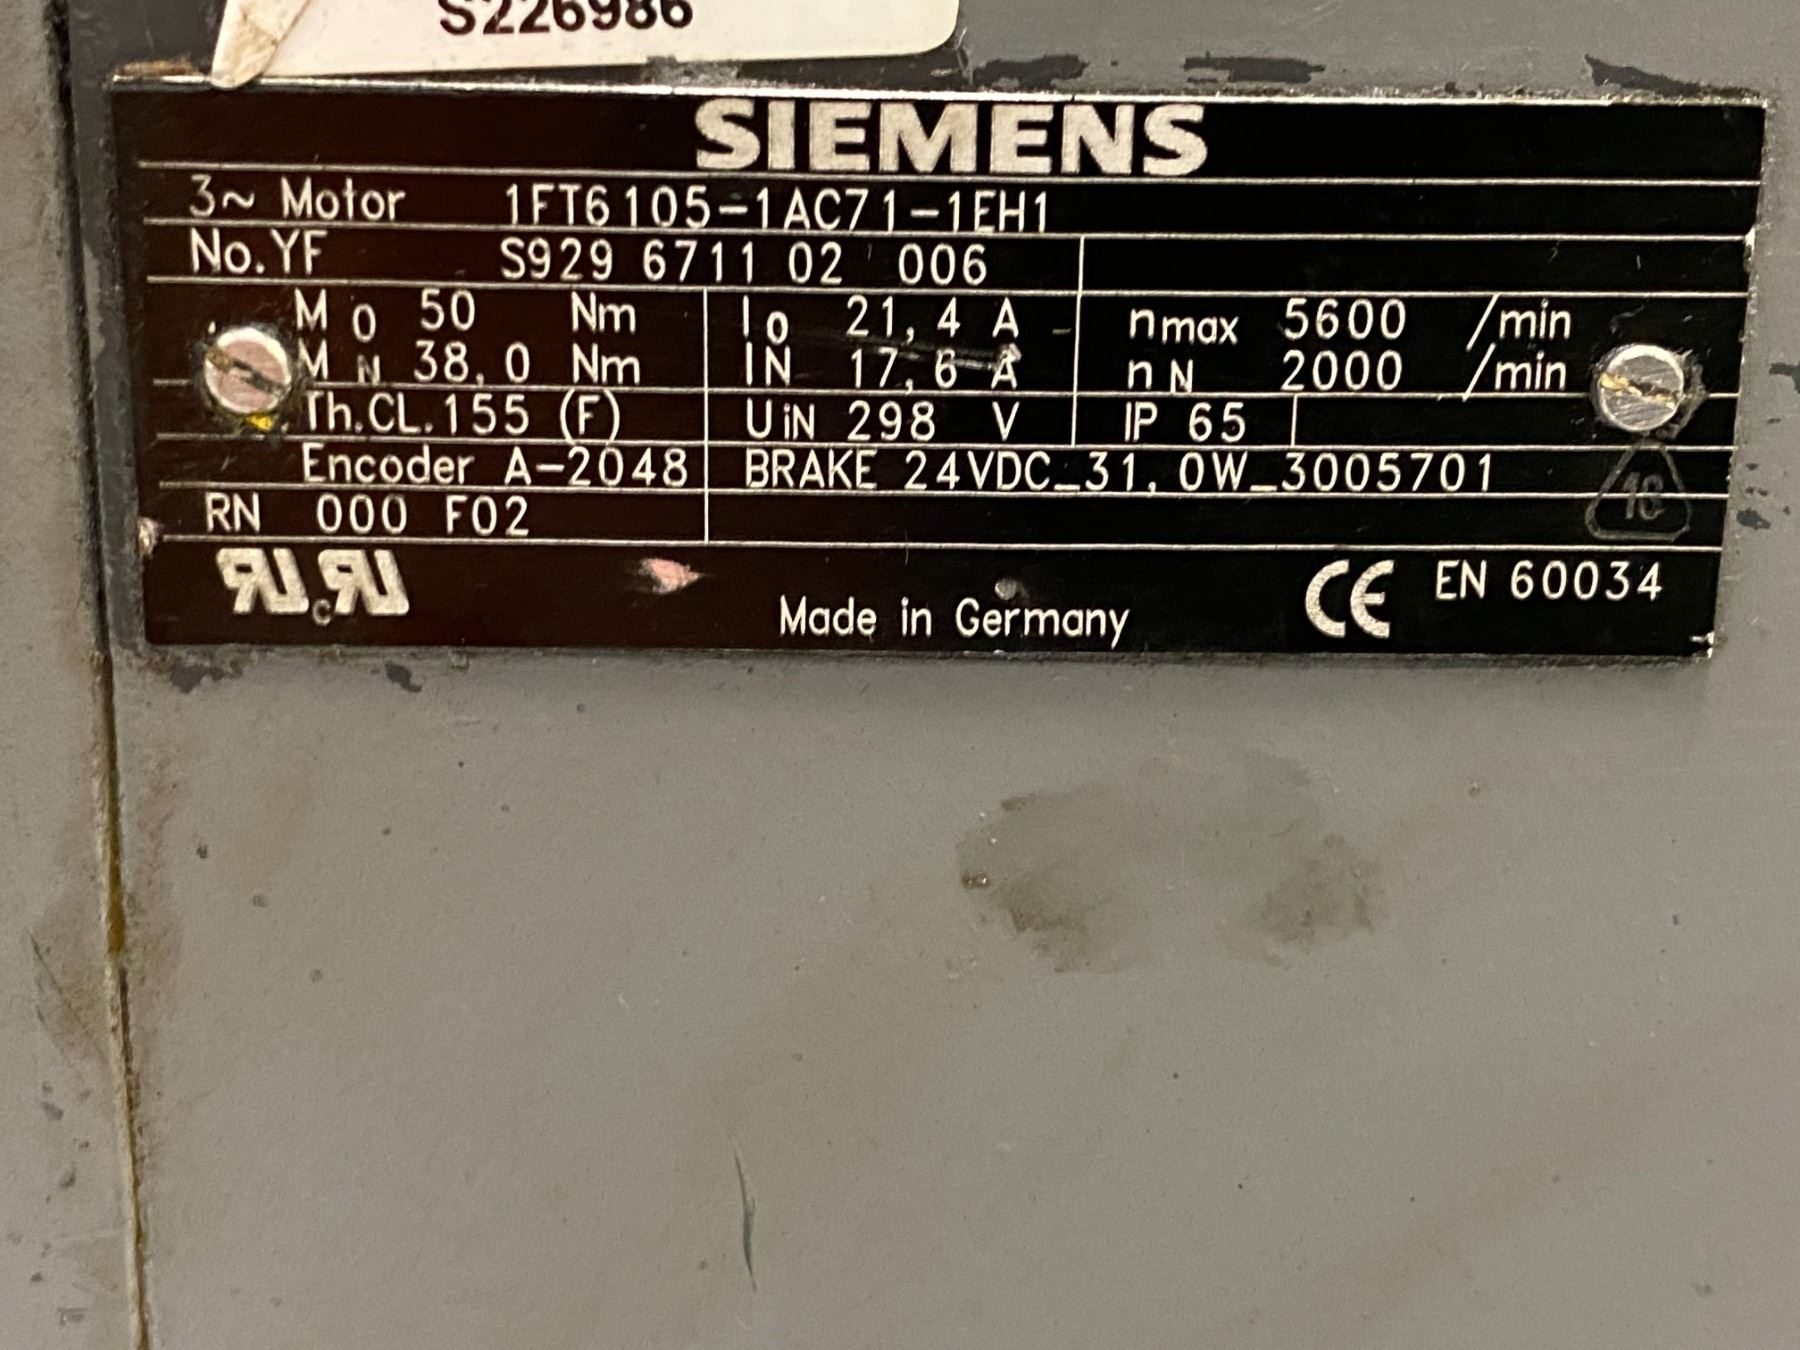 S226986
SIEMENS
3~ Motor 1FT6105-1AC71-1EH1
No.YF S929 6711 02 006
M0 50 Nm I0 21,4 A nmax 5600 /min
MN 38,0 Nm IN 17,6 A nN 2000 /min
Th.CL.155 (F) UiN 298 V IP 65
Encoder A-2048 BRAKE 24VDC_31,0W_3005701
RN 000 F02
Made in Germany
CE EN 60034